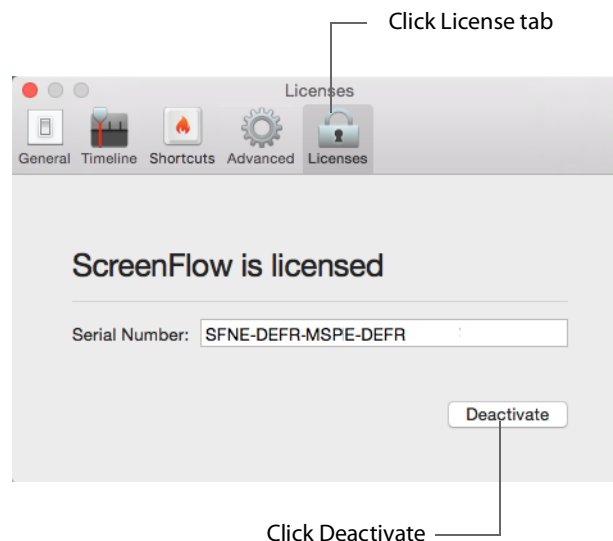 Click License tab
Licenses
General Timeline Shortcuts Advanced Licenses
ScreenFlow is licensed
Serial Number: SFNE-DEFR-MSPIE-DEFR
Deactivate
Click Deactivate